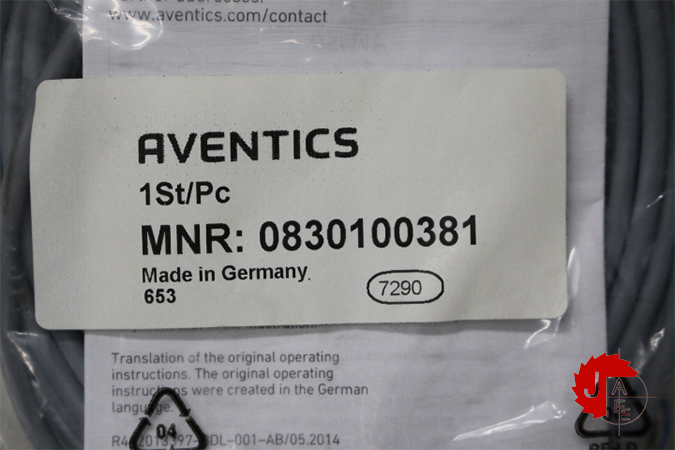 www.aventics.com/contact
AVENTICS
1St/Pc
MNR: 0830100381
Made in Germany.
653
7290
Translation of the original operating
instructions. The original operating
instructions were created in the German
language.
04
J